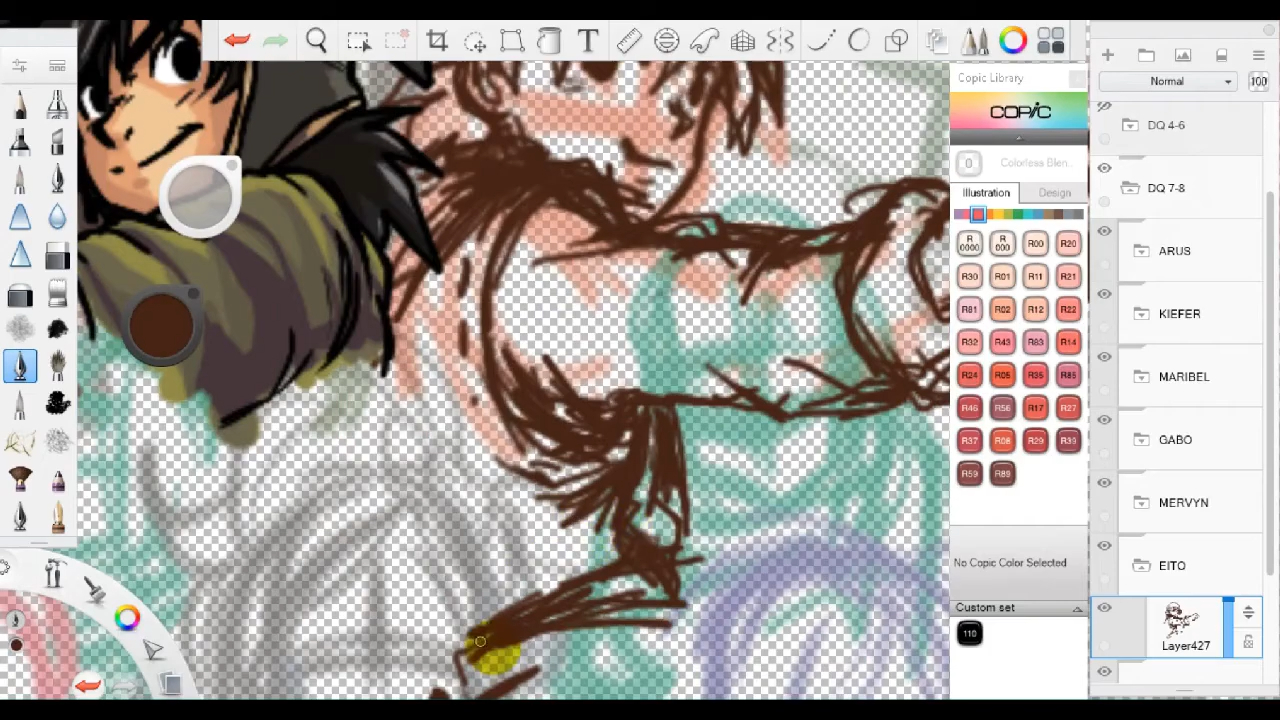 T
Copic Library
COPIC
0 Colorless Blen..
Illustration Design
R 0000 R 000 R00 R20
R30 R01 R11 R21
R81 R02 R12 R22
R32 R43 R83 R14
R24 R05 R35 R85
R46 R56 R17 R27
R37 R08 R29 R39
R59 R89
No Copic Color Selected
Custom set
110
Normal 100
DQ 4-6
DQ 7-8
ARUS
KIEFER
MARIBEL
GABO
MERVYN
EITO
Layer427